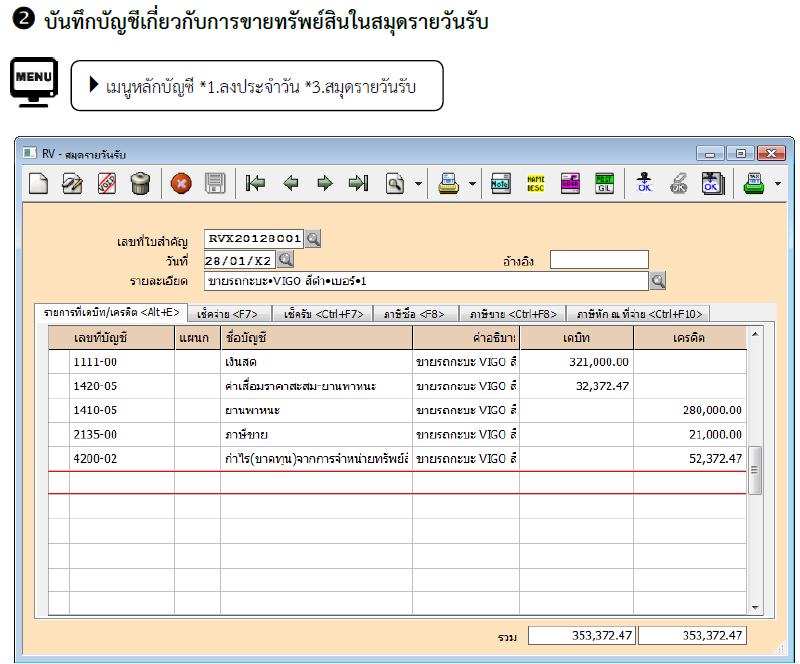 ❷ บันทึกบัญชีเกี่ยวกับการขายทรัพย์สินในสมุดรายวันรับ
MENU
เมนูหลักบัญชี *1.ลงประจำวัน *3.สมุดรายวันรับ
RV - สมุดรายวันรับ
เลขที่ใบสำคัญ RVX2012B001
วันที่ 28/01/X2 อ้างอิง
รายละเอียด ขายรถกะบะ•VIGO สีดำ•เบอร์•1
รายการที่เดบิท/เครดิต <Alt+E> เช็คจ่าย <F7> เช็ครับ <Ctrl+F7> ภาษีซื้อ <F8> ภาษีขาย <Ctrl+F8> ภาษีหัก ณ ที่จ่าย <Ctrl+F10>
เลขที่บัญชี แผนก ชื่อบัญชี คำอธิบาย เดบิท เครดิต
1111-00 เงินสด ขายรถกะบะ VIGO สี 321,000.00
1420-05 ค่าเสื่อมราคาสะสม-ยานพาหนะ ขายรถกะบะ VIGO สี 32,372.47
1410-05 ยานพาหนะ ขายรถกะบะ VIGO สี 280,000.00
2135-00 ภาษีขาย ขายรถกะบะ VIGO สี 21,000.00
4200-02 กำไร(ขาดทุน)จากการจำหน่ายทรัพย์สิ ขายรถกะบะ VIGO สี 52,372.47
รวม 353,372.47 353,372.47